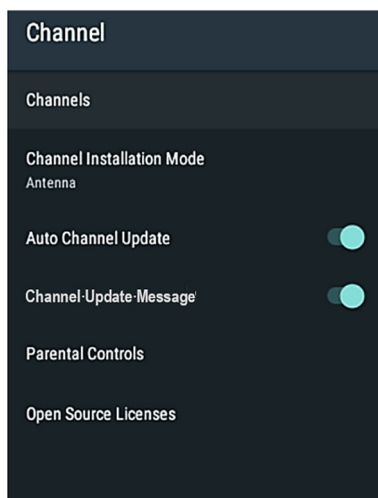 Channel
Channels
Channel Installation Mode
Antenna
Auto Channel Update
Channel·Update·Message'
Parental Controls
Open Source Licenses